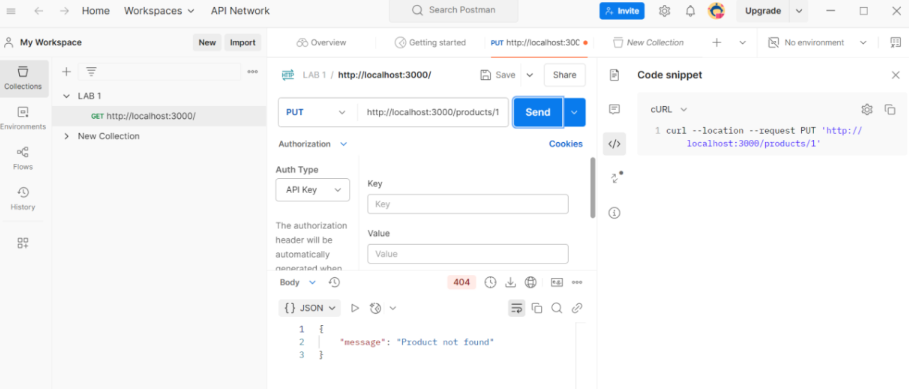 Home Workspaces API Network Search Postman Invite Upgrade
My Workspace New Import Overview Getting started PUT http://localhost:300 New Collection No environment
Collections
Environments
Flows
History
LAB 1
GET http://localhost:3000/
New Collection
HTTP LAB 1 / http://localhost:3000/ Save Share
PUT http://localhost:3000/products/1 Send
Authorization Cookies
Auth Type
API Key
The authorization
header will be
automatically
generated when
Key
Key
Value
Value
Body 404
{} JSON
1 {
2 "message": "Product not found"
3 }
Code snippet
cURL
1 curl --location --request PUT 'http://
localhost:3000/products/1'